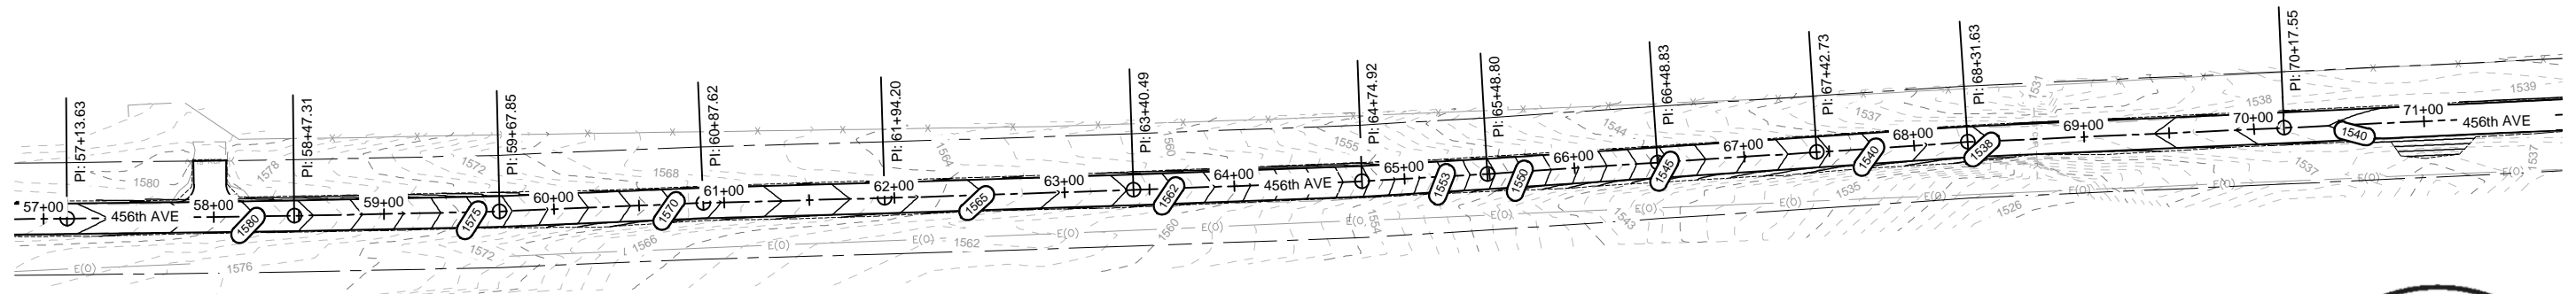 PI: 57+13.63
PI: 58+47.31
PI: 59+67.85
PI: 60+87.62
PI: 61+94.20
PI: 63+40.49
PI: 64+74.92
PI: 65+48.80
PI: 66+48.83
PI: 67+42.73
PI: 68+31.63
PI: 70+17.55
1580
1578
1572
1568
1564
1560
1555
1544
1537
1531
1538
1539
57+00
456th AVE
58+00
59+00
60+00
61+00
62+00
63+00
64+00
456th AVE
65+00
66+00
67+00
68+00
69+00
70+00
71+00
456th AVE
1580
1575
1570
1565
1562
1553
1550
1545
1540
1538
1540
E(O)
1576
1572
1566
E(O)
E(O)
1562
E(O)
1560
E(O)
E(O)
1554
E(O)
1543
E(O)
E(O)
1535
E(O)
1526
E(O)
E(O)
1537
E(O)
E(O)
1537